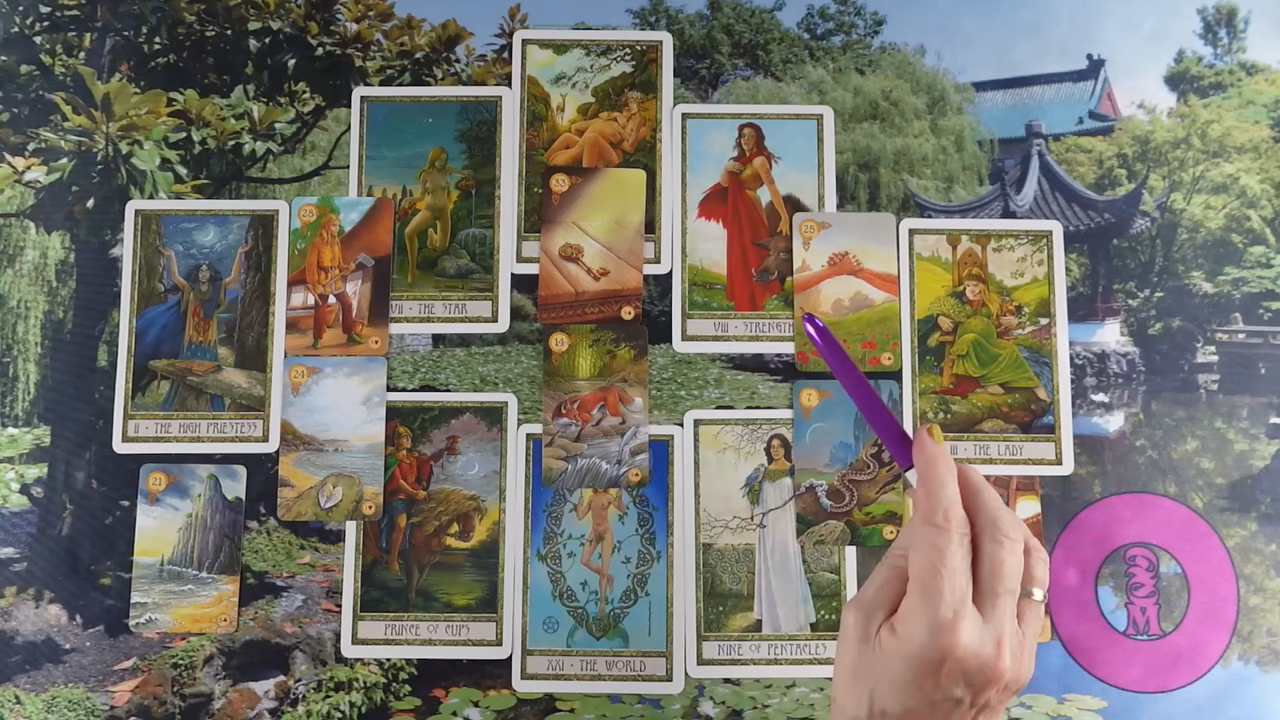 33
28
25
VII · THE STAR
VIII · STRENGTH
II · THE HIGH PRIESTESS
14
24
7
III · THE LADY
21
PRINCE OF CUPS
NINE OF PENTACLES
XXI · THE WORLD